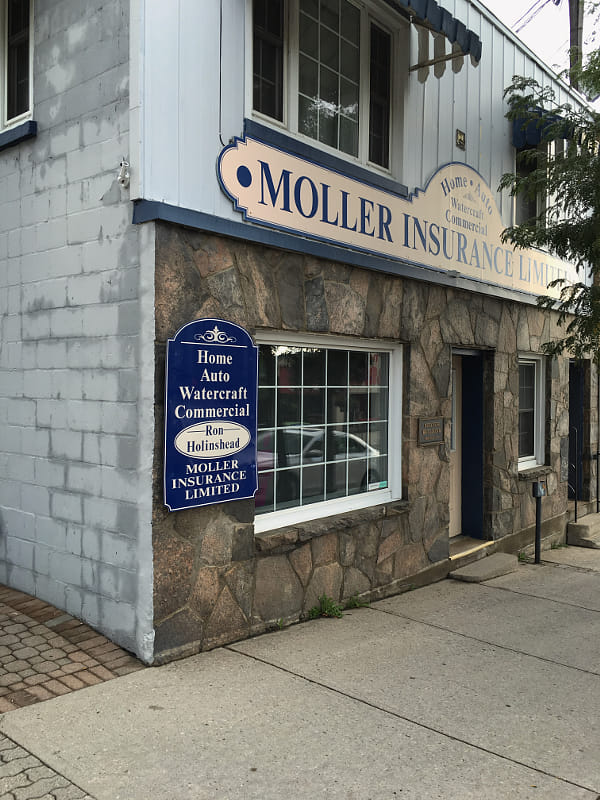 Home • Auto
Watercraft
Commercial
MOLLER INSURANCE LIMITED
Home
Auto
Watercraft
Commercial
Ron
Holinshead
MOLLER
INSURANCE
LIMITED